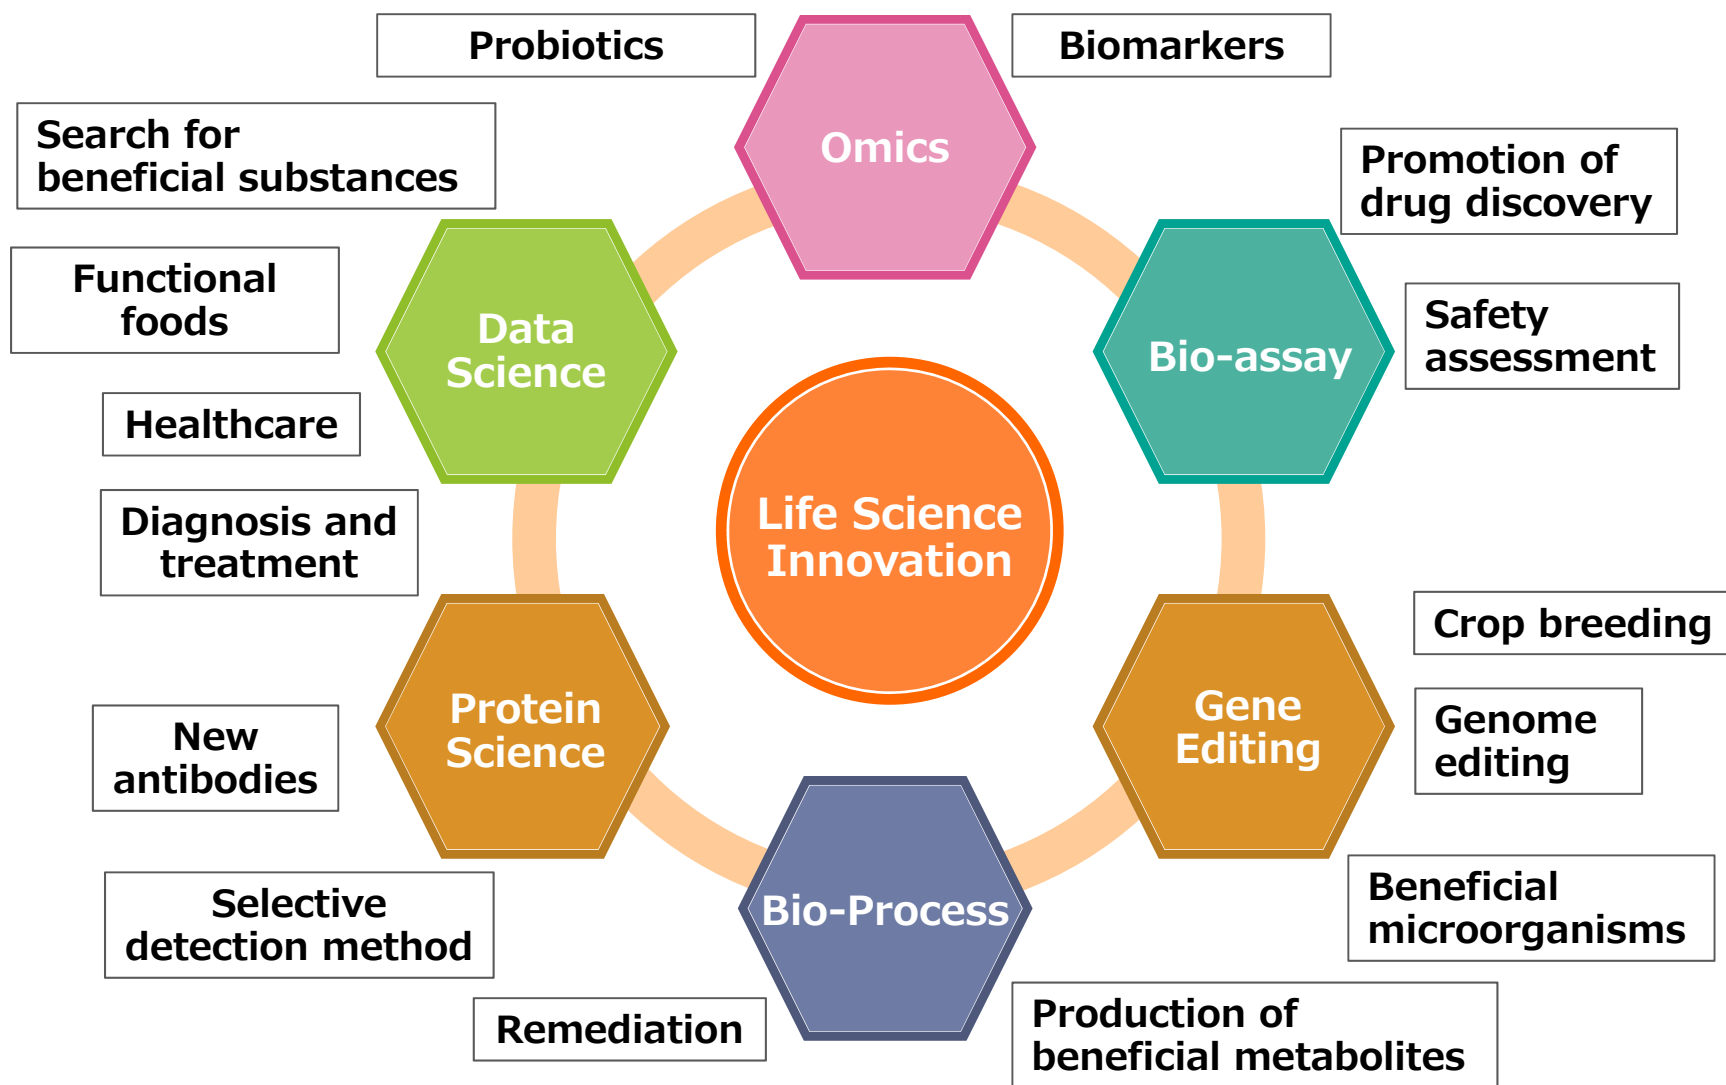 Probiotics
Biomarkers
Omics
Search for
beneficial substances
Promotion of
drug discovery
Functional
foods
Data
Science
Bio-assay
Safety
assessment
Healthcare
Diagnosis and
treatment
Life Science
Innovation
Crop breeding
Protein
Science
Gene
Editing
Genome
editing
New
antibodies
Selective
detection method
Bio-Process
Beneficial
microorganisms
Remediation
Production of
beneficial metabolites